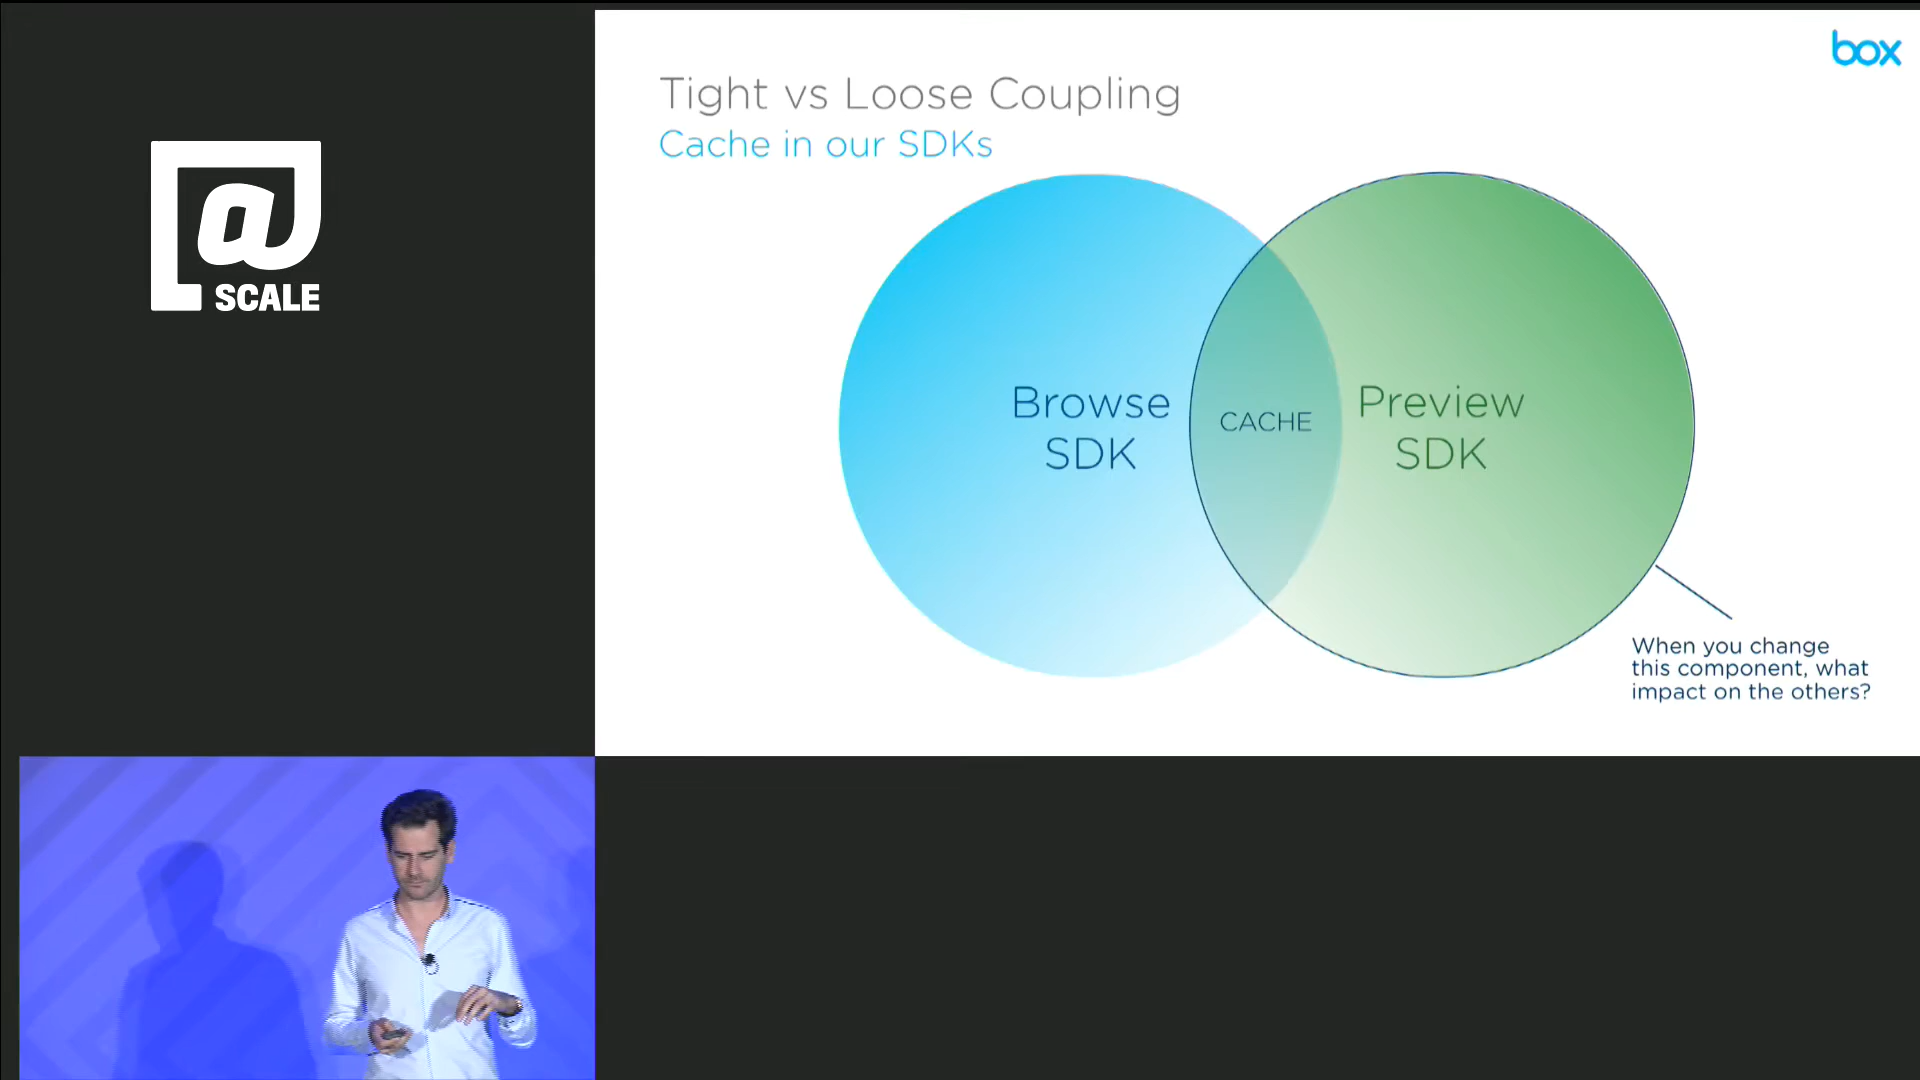 @
SCALE
box
Tight vs Loose Coupling
Cache in our SDKs
Browse
SDK
CACHE
Preview
SDK
When you change
this component, what
impact on the others?